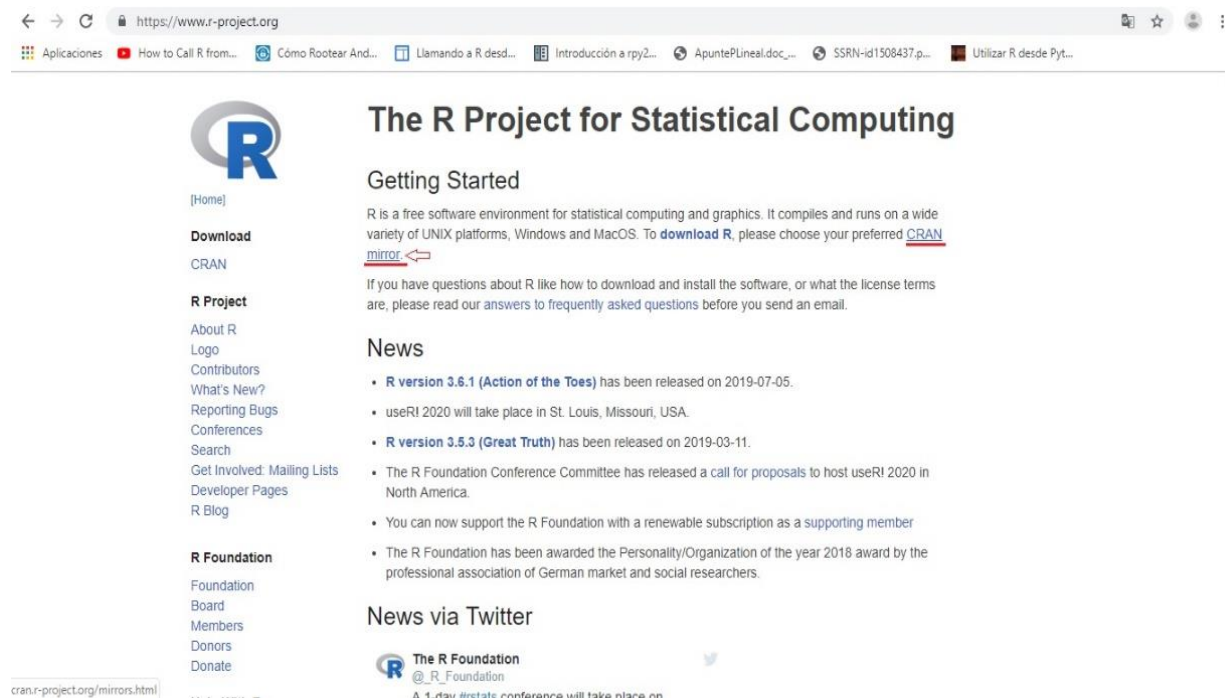 https://www.r-project.org
Aplicaciones
How to Call R from...
Cómo Rootear And...
Llamando a R desd...
Introducción a rpy2...
ApuntePLineal.doc_...
SSRN-id1508437.p...
Utilizar R desde Pyt...
R
[Home]
Download
CRAN
R Project
About R
Logo
Contributors
What's New?
Reporting Bugs
Conferences
Search
Get Involved: Mailing Lists
Developer Pages
R Blog
R Foundation
Foundation
Board
Members
Donors
Donate
The R Project for Statistical Computing
Getting Started
R is a free software environment for statistical computing and graphics. It compiles and runs on a wide
variety of UNIX platforms, Windows and MacOS. To download R, please choose your preferred CRAN
mirror.
If you have questions about R like how to download and install the software, or what the license terms
are, please read our answers to frequently asked questions before you send an email.
News
• R version 3.6.1 (Action of the Toes) has been released on 2019-07-05.
• useR! 2020 will take place in St. Louis, Missouri, USA.
• R version 3.5.3 (Great Truth) has been released on 2019-03-11.
• The R Foundation Conference Committee has released a call for proposals to host useR! 2020 in
North America.
• You can now support the R Foundation with a renewable subscription as a supporting member
• The R Foundation has been awarded the Personality/Organization of the year 2018 award by the
professional association of German market and social researchers.
News via Twitter
R
The R Foundation
@_R_Foundation
A 1-day #rstats conference will take place on
cran.r-project.org/mirrors.html